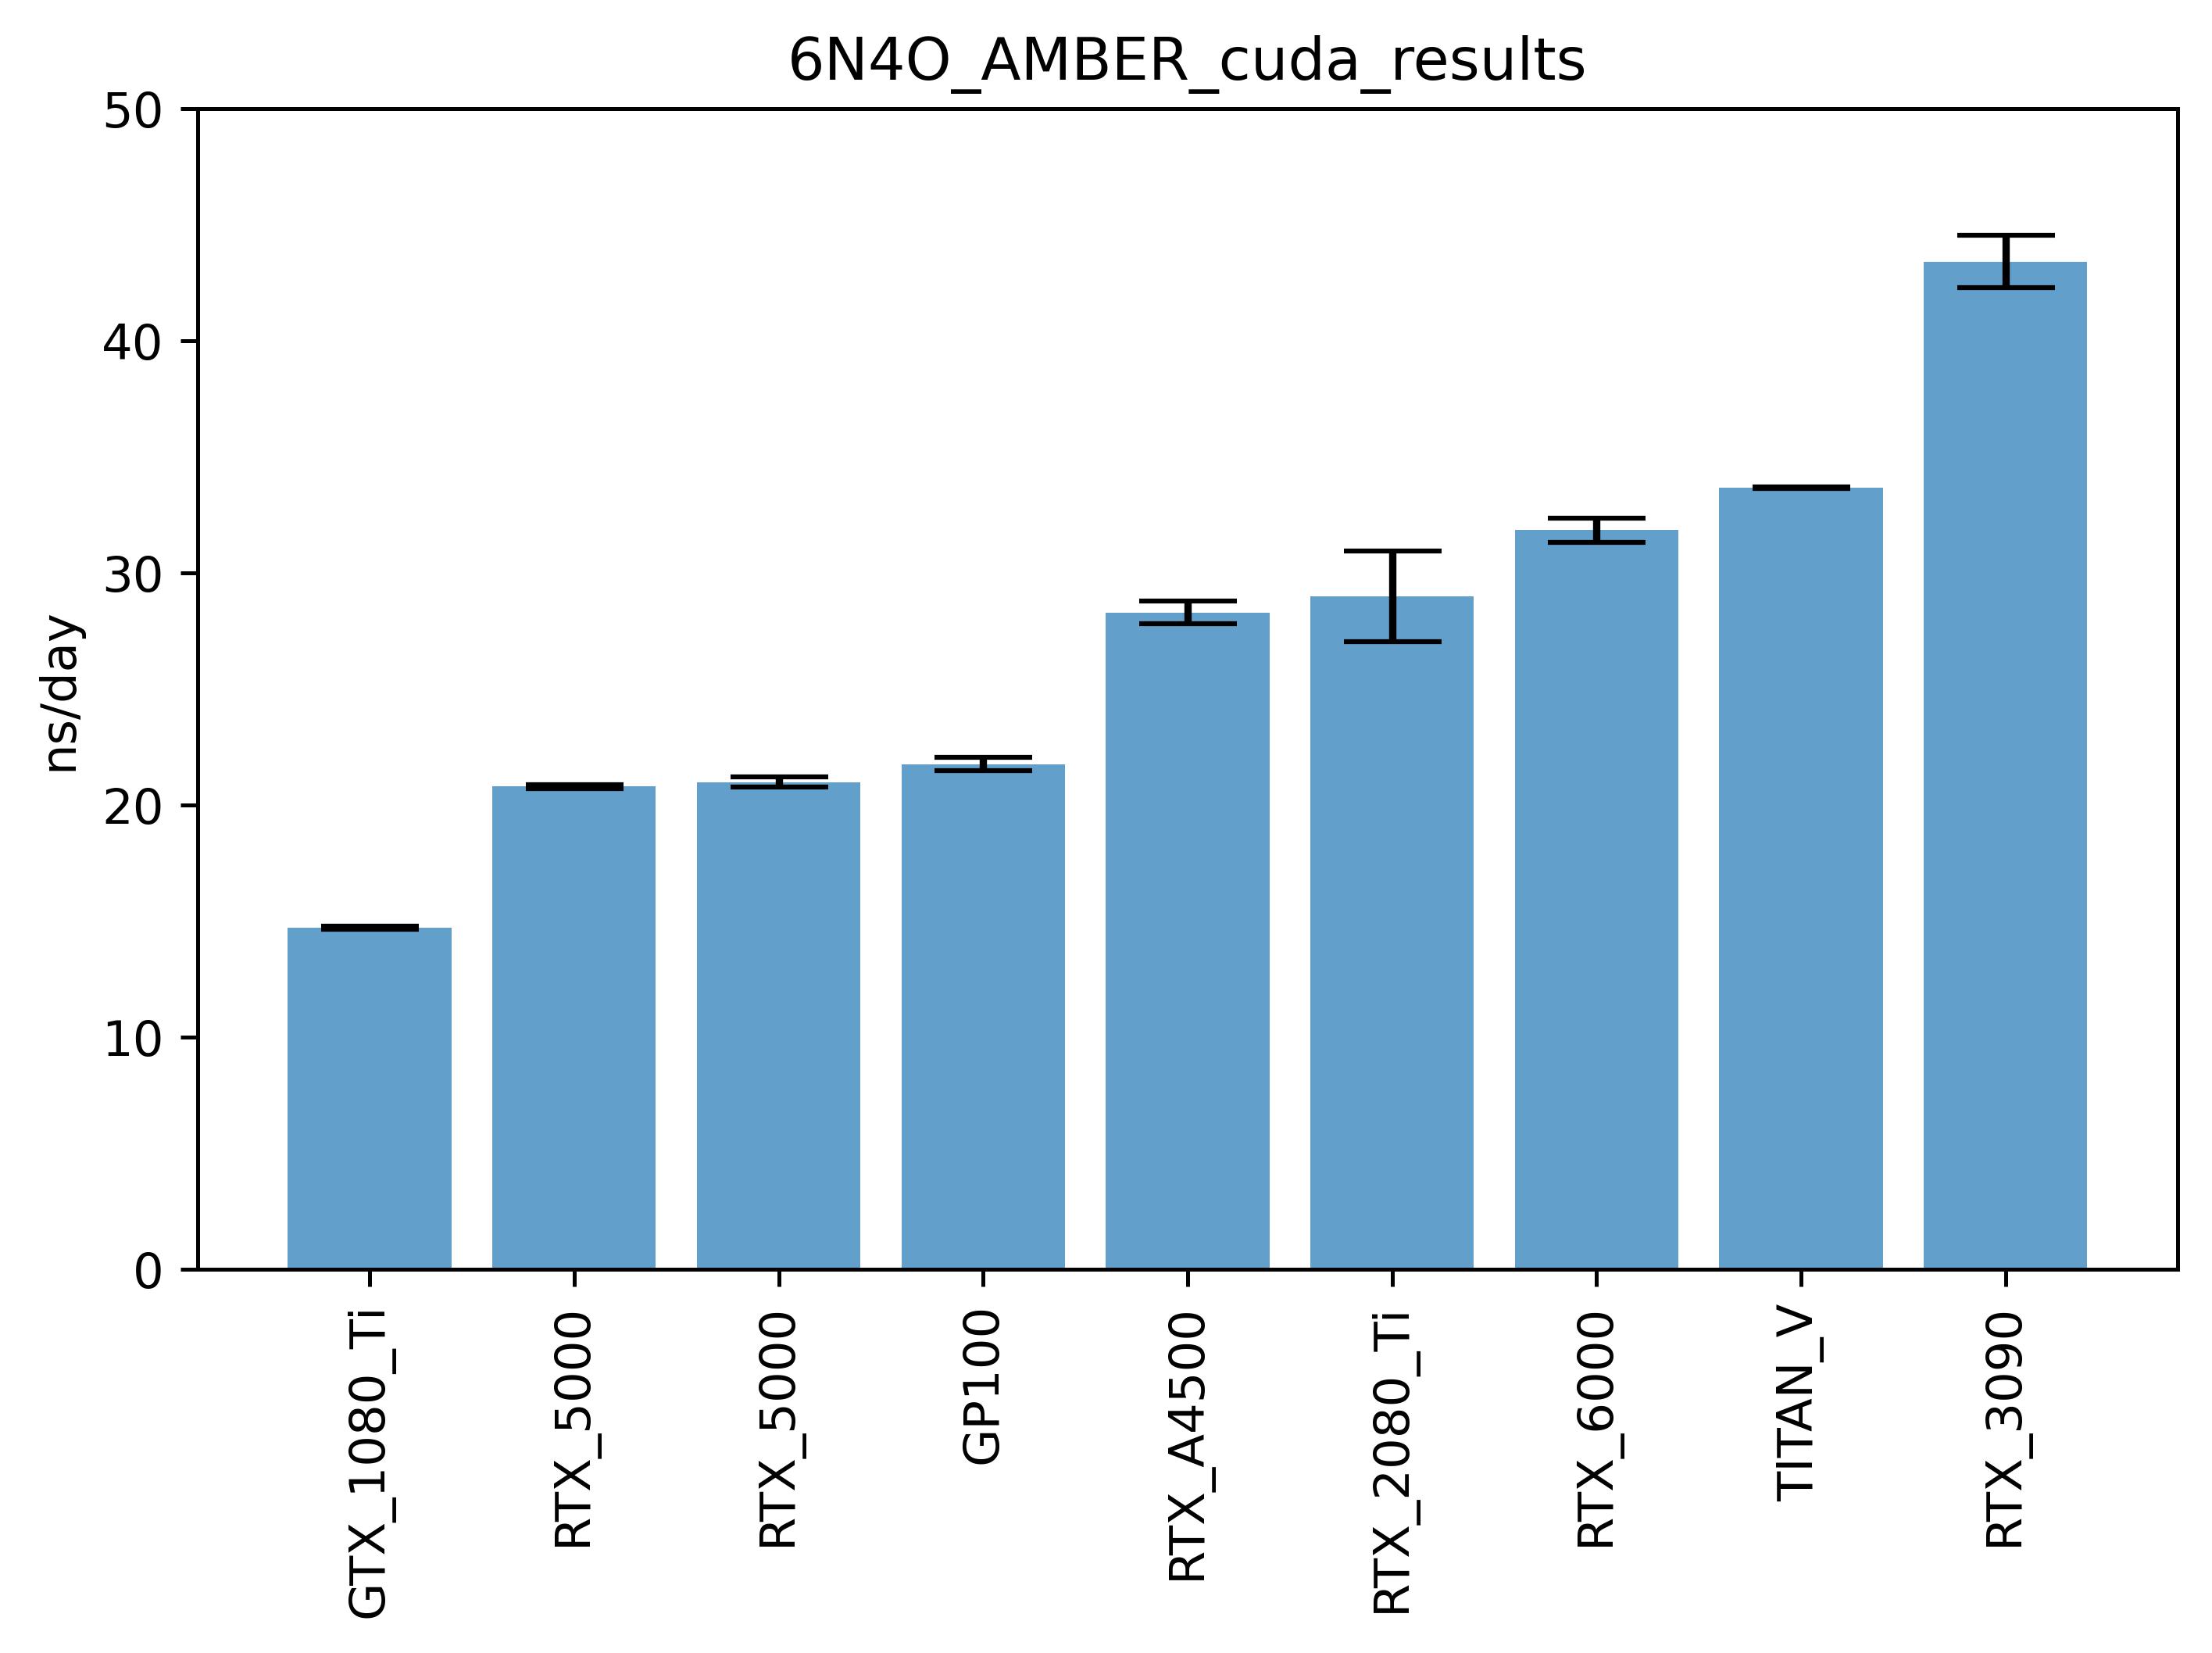 6N4O_AMBER_cuda_results
50
40
30
20
10
0
ns/day
GTX_1080_Ti
RTX_5000
RTX_5000
GP100
RTX_A4500
RTX_2080_Ti
RTX_6000
TITAN_V
RTX_3090